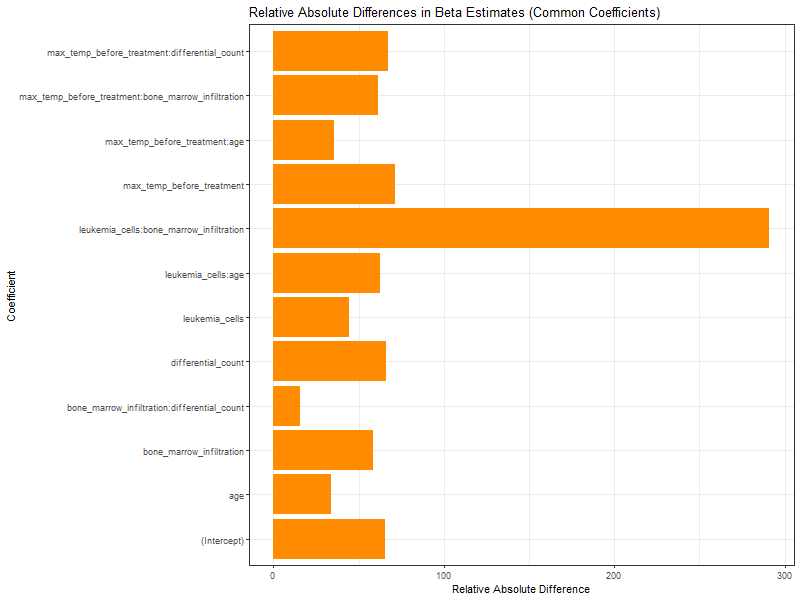 Relative Absolute Differences in Beta Estimates (Common Coefficients)
max_temp_before_treatment:differential_count
max_temp_before_treatment:bone_marrow_infiltration
max_temp_before_treatment:age
max_temp_before_treatment
leukemia_cells:bone_marrow_infiltration
leukemia_cells:age
leukemia_cells
differential_count
bone_marrow_infiltration:differential_count
bone_marrow_infiltration
age
(Intercept)
Coefficient
0 100 200 300
Relative Absolute Difference